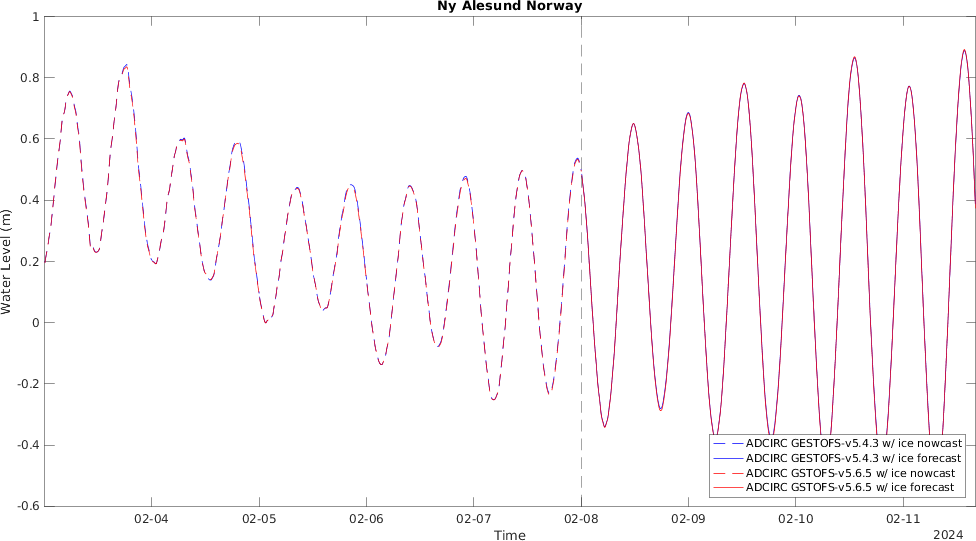 Ny Alesund Norway
1
0.8
0.6
0.4
0.2
0
-0.2
-0.4
-0.6
Water Level (m)
ADCIRC GESTOFS-v5.4.3 w/ ice nowcast
ADCIRC GESTOFS-v5.4.3 w/ ice forecast
ADCIRC GSTOFS-v5.6.5 w/ ice nowcast
ADCIRC GSTOFS-v5.6.5 w/ ice forecast
02-04 02-05 02-06 02-07 02-08 02-09 02-10 02-11
Time 2024